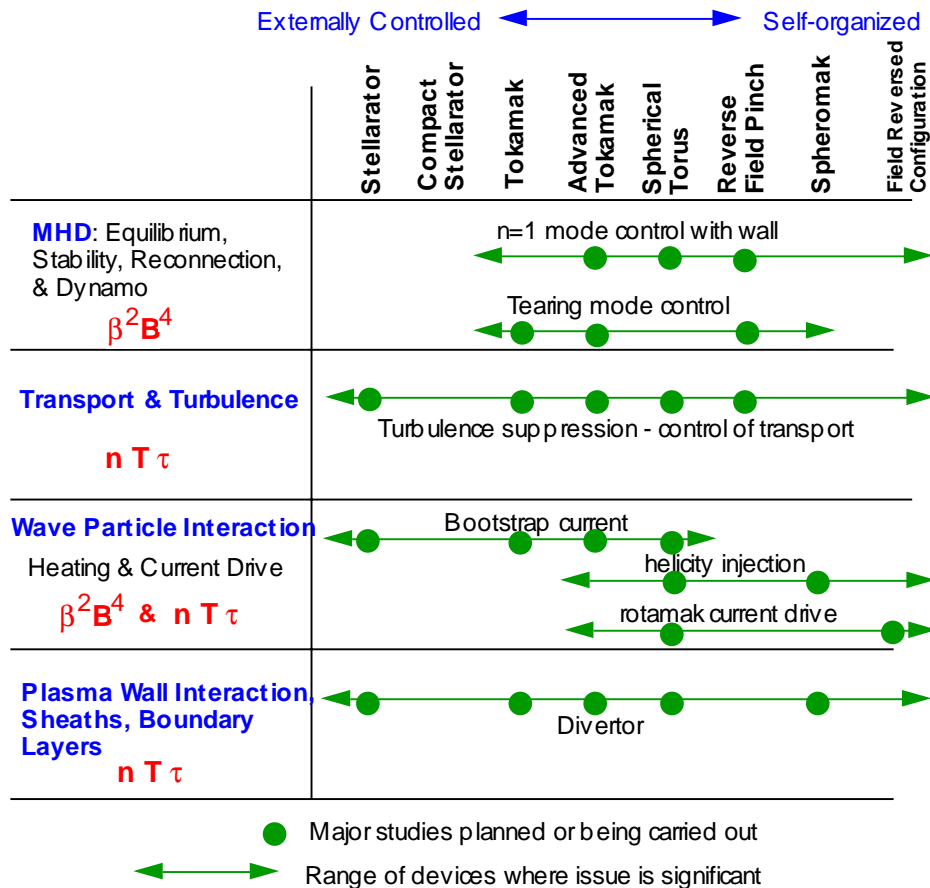 Externally Controlled
Self-organized
Stellarator
Compact
Stellarator
Tokamak
Advanced
Tokamak
Spherical
Torus
Reverse
Field Pinch
Spheromak
Field Reversed
Configuration
MHD: Equilibrium,
Stability, Reconnection,
& Dynamo
β²B⁴
n=1 mode control with wall
Tearing mode control
Transport & Turbulence
n T τ
Turbulence suppression - control of transport
Wave Particle Interaction
Heating & Current Drive
β²B⁴ & n T τ
Bootstrap current
helicity injection
rotamak current drive
Plasma Wall Interaction,
Sheaths, Boundary
Layers
n T τ
Divertor
Major studies planned or being carried out
Range of devices where issue is significant